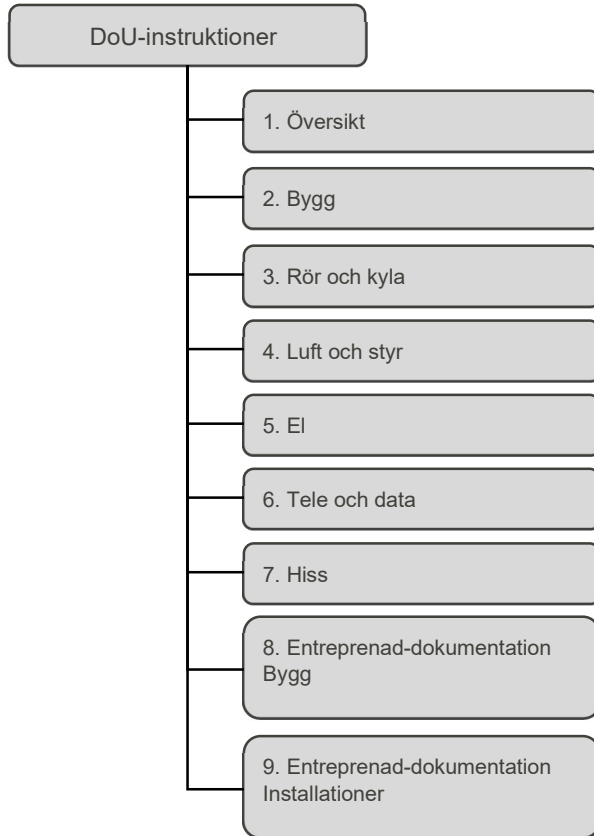 DoU-instruktioner
1. Översikt
2. Bygg
3. Rör och kyla
4. Luft och styr
5. El
6. Tele och data
7. Hiss
8. Entreprenad-dokumentation
Bygg
9. Entreprenad-dokumentation
Installationer